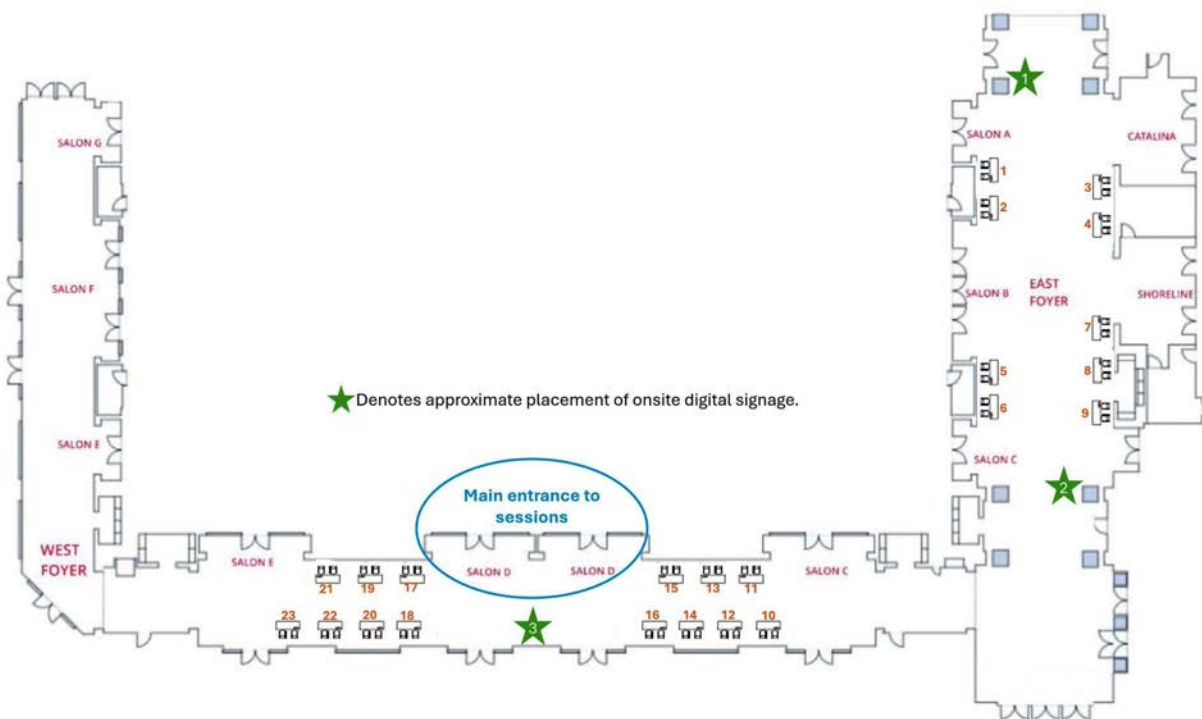 1
SALON G
SALON A
CATALINA
1
3
2
4
SALON F
SALON B
EAST
FOYER
SHORELINE
7
5
8
Denotes approximate placement of onsite digital signage.
6
9
SALON E
SALON C
2
Main entrance to
sessions
WEST
FOYER
SALON E
SALON D
SALON D
SALON C
21
19
17
15
13
11
23
22
20
18
3
16
14
12
10